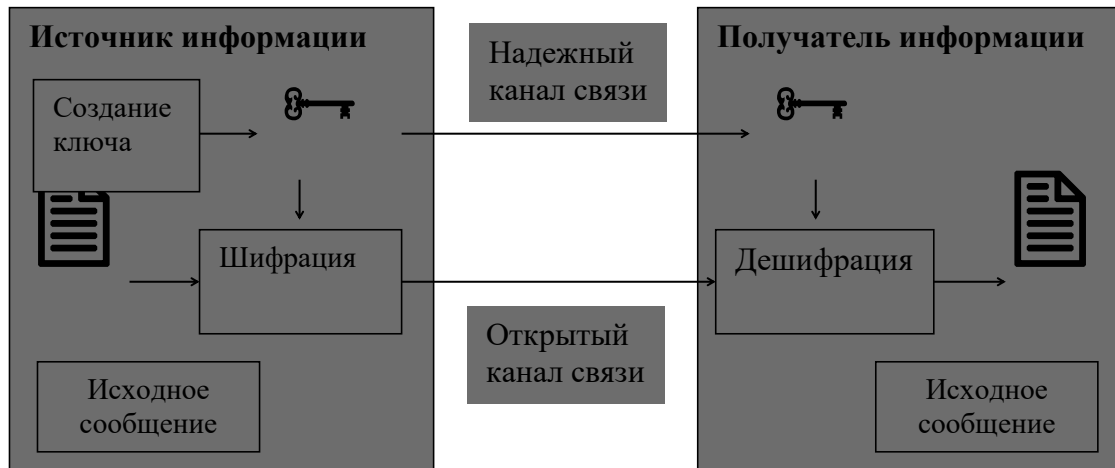 Источник информации
Создание
ключа
Шифрация
Исходное
сообщение
Надежный
канал связи
Открытый
канал связи
Получатель информации
Дешифрация
Исходное
сообщение